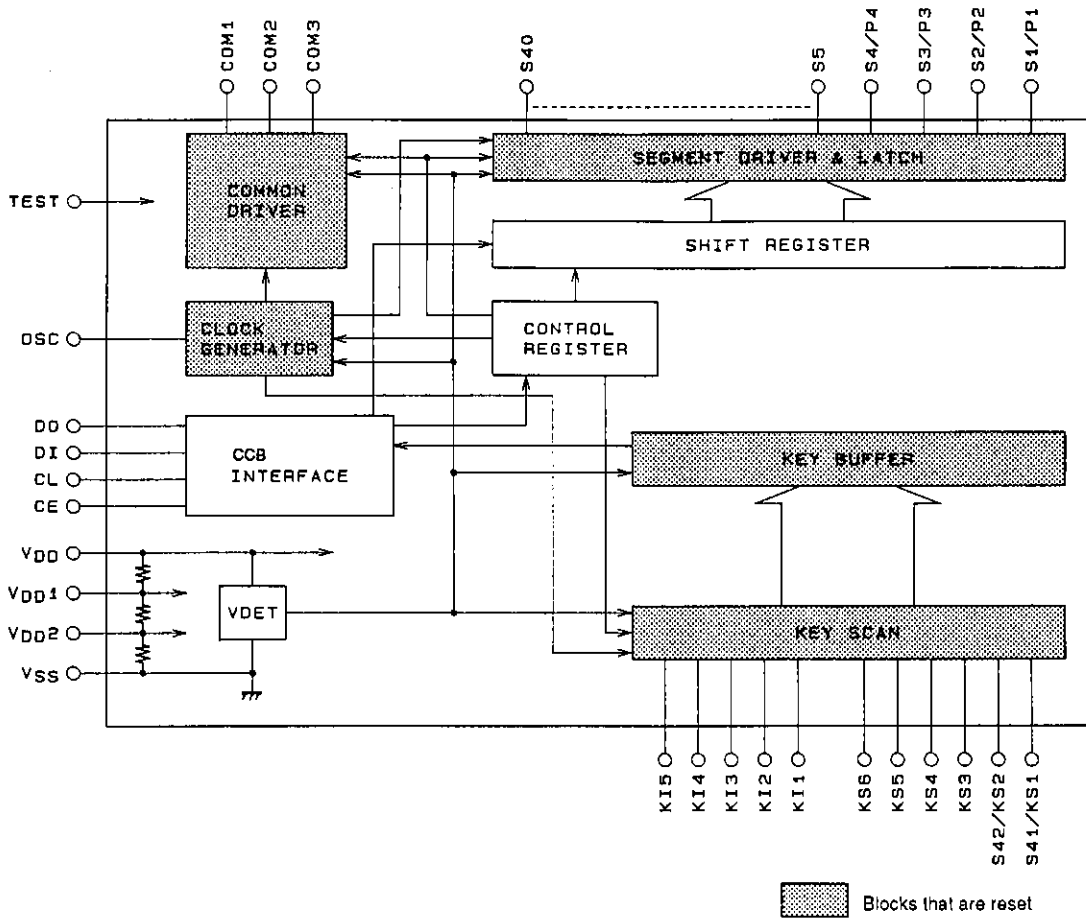 COM1
COM2
COM3
S40
S5
S4/P4
S3/P3
S2/P2
S1/P1
TEST
COMMON
DRIVER
SEGMENT DRIVER & LATCH
SHIFT REGISTER
OSC
CLOCK
GENERATOR
CONTROL
REGISTER
DO
DI
CL
CE
CCB
INTERFACE
KEY BUFFER
VDD
VDD1
VDD2
VSS
VDET
KEY SCAN
KI5
KI4
KI3
KI2
KI1
KS6
KS5
KS4
KS3
S42/KS2
S41/KS1
Blocks that are reset